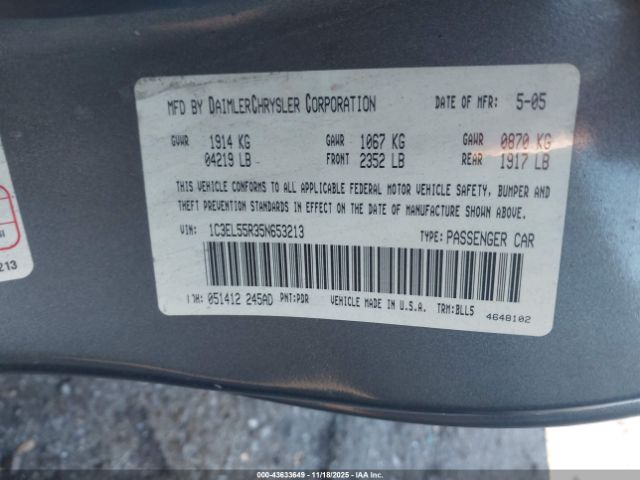 MFD BY DAIMLERCHRYSLER CORPORATION DATE OF MFR: 5-05
GVWR 1914 KG GAWR 1067 KG GAWR 0870 KG
04219 LB FRONT 2352 LB REAR 1917 LB
THIS VEHICLE CONFORMS TO ALL APPLICABLE FEDERAL MOTOR VEHICLE SAFETY, BUMPER AND
THEFT PREVENTION STANDARDS IN EFFECT ON THE DATE OF MANUFACTURE SHOWN ABOVE.
VIN: 1C3EL55R35N653213 TYPE: PASSENGER CAR
051412 245AD PNT:PDR VEHICLE MADE IN U.S.A. TRM:BLL5
4648102
213
000-43633649 - 11/18/2025 - IAA Inc.